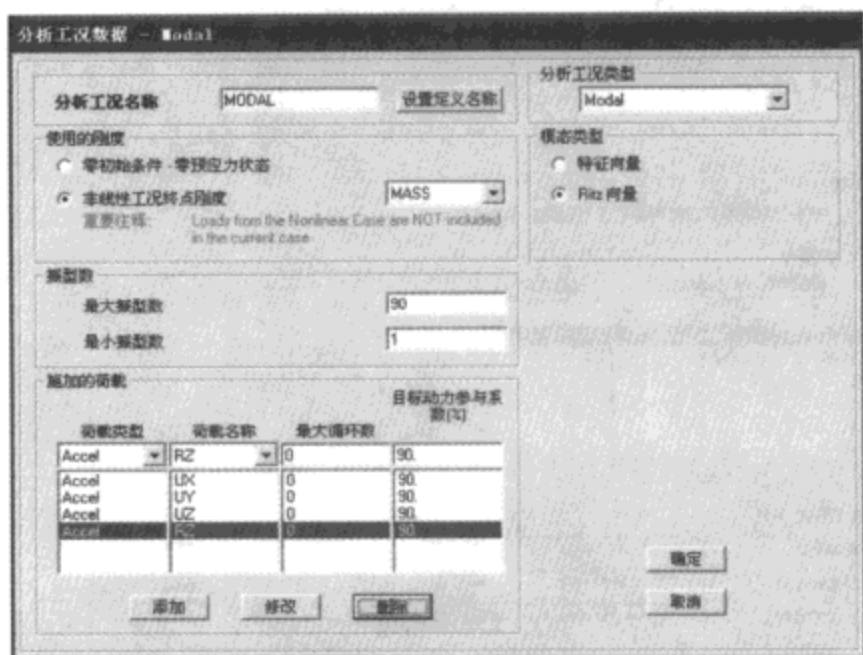 分析工况数据 - Modal
分析工况名称
MODAL
设置定义名称
分析工况类型
Modal
使用的刚度
零初始条件 - 零预应力状态
非线性工况终点刚度
MASS
重要注释:
Loads from the Nonlinear Case are NOT included
in the current case
模态类型
特征向量
Ritz 向量
振型数
最大振型数
90
最小振型数
1
施加的荷载
荷载类型 荷载名称 最大循环数 目标动力参与系
数(%)
Accel RZ 0 90.
Accel UX 0 90.
Accel UY 0 90.
Accel UZ 0 90.
Accel RZ 0 90.
添加 修改 删除
确定
取消